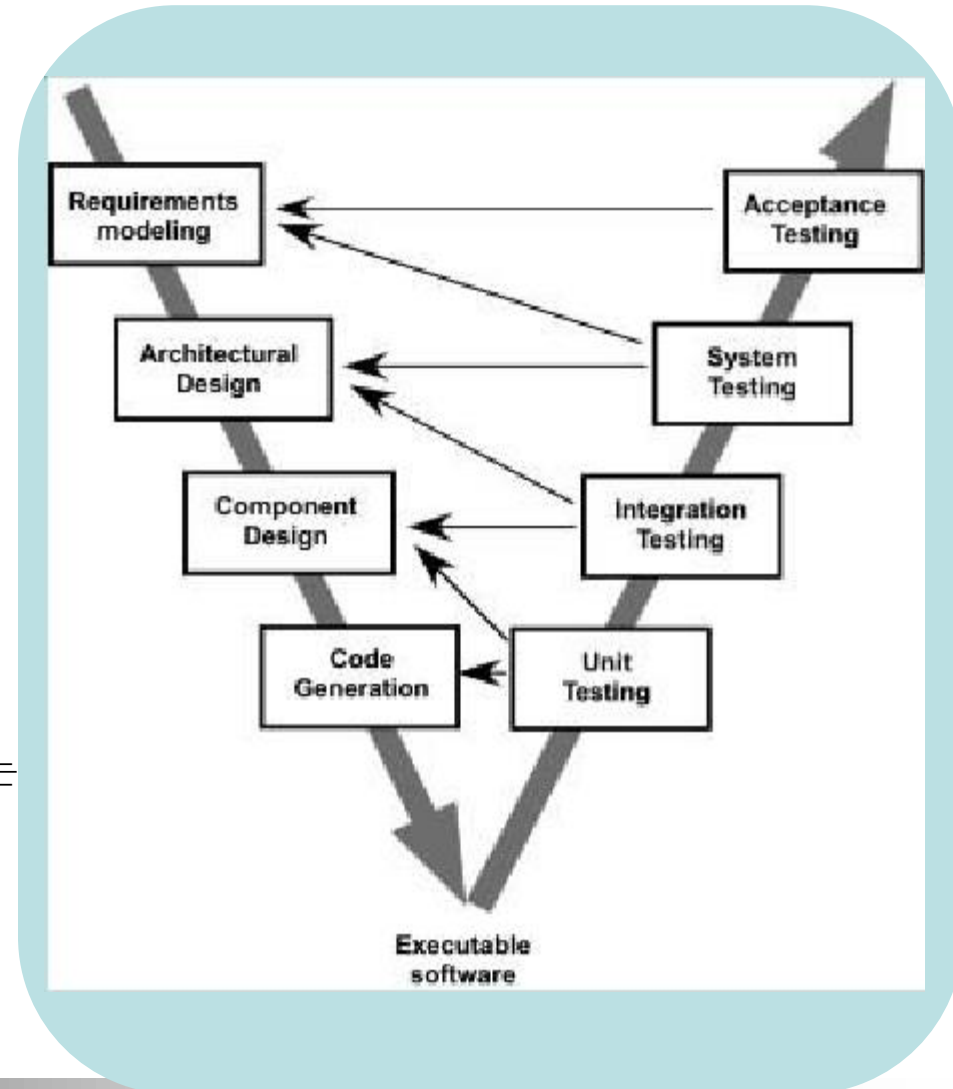 Requirements
modeling
Acceptance
Testing
Architectural
Design
System
Testing
Component
Design
Integration
Testing
Code
Generation
Unit
Testing
Executable
software